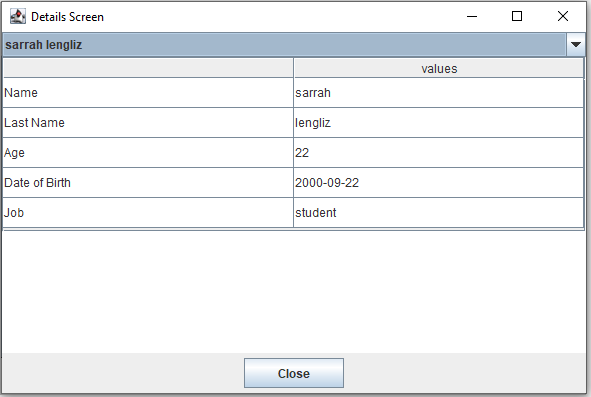 Details Screen
sarrah lengliz
values
Name sarrah
Last Name lengliz
Age 22
Date of Birth 2000-09-22
Job student
Close